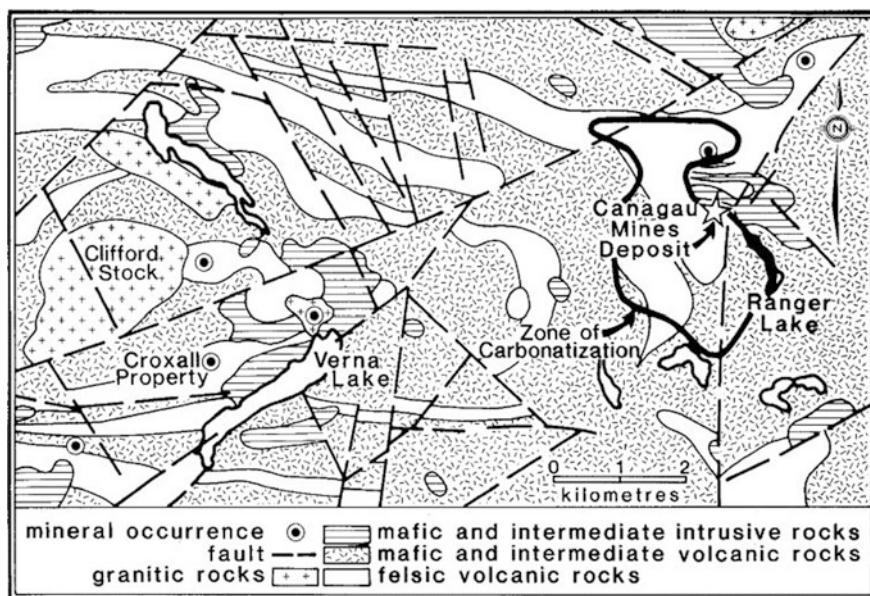 N
Canagau
Mines
Deposit
Clifford
Stock
Ranger
Lake
Zone of
Carbonatization
Croxall
Property
Verna
Lake
0 1 2
kilometres
mineral occurrence mafic and intermediate intrusive rocks
fault mafic and intermediate volcanic rocks
granitic rocks felsic volcanic rocks